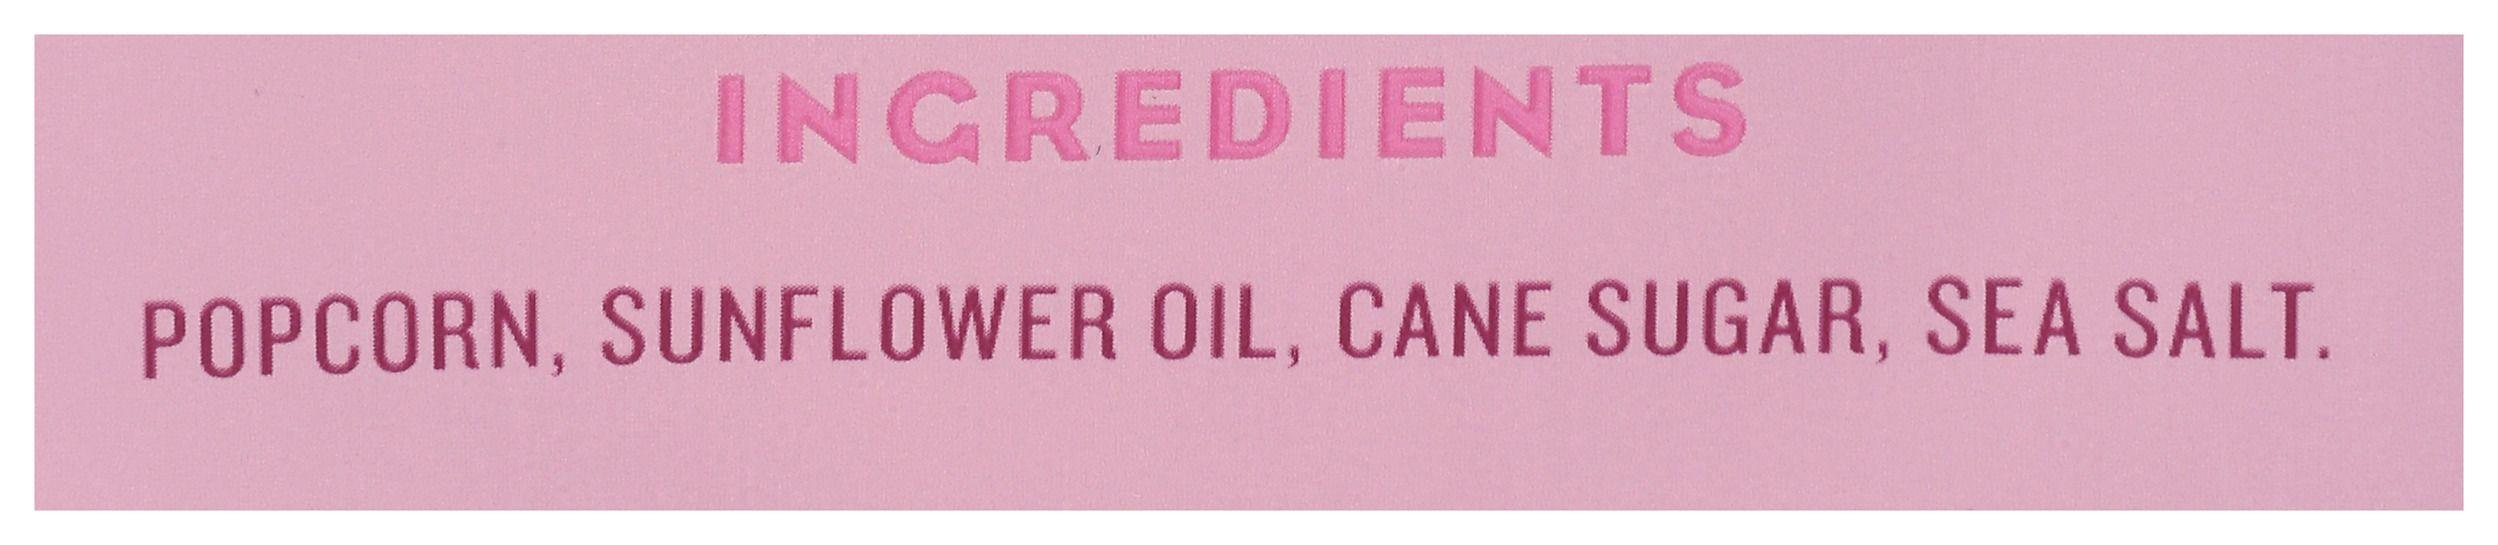 INGREDIENTS
POPCORN, SUNFLOWER OIL, CANE SUGAR, SEA SALT.